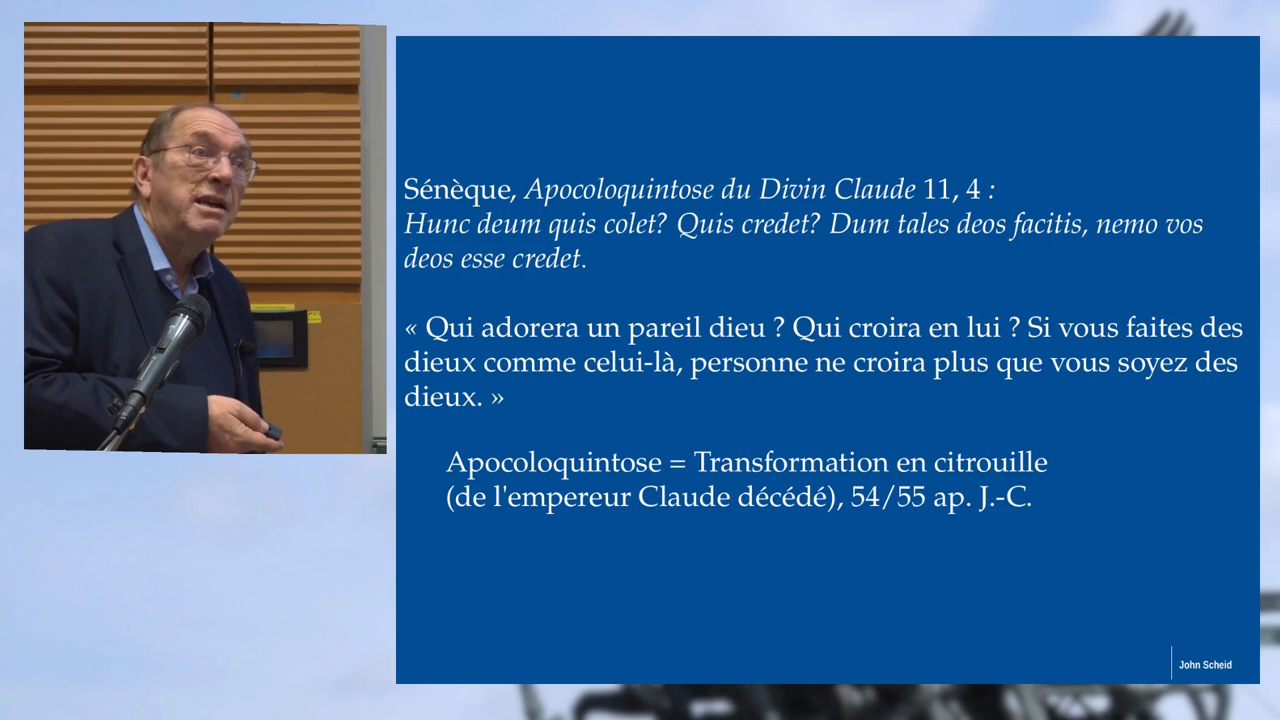 Sénèque, Apocoloquintose du Divin Claude 11, 4 :
Hunc deum quis colet? Quis credet? Dum tales deos facitis, nemo vos
deos esse credet.
« Qui adorera un pareil dieu ? Qui croira en lui ? Si vous faites des
dieux comme celui-là, personne ne croira plus que vous soyez des
dieux. »
Apocoloquintose = Transformation en citrouille
(de l'empereur Claude décédé), 54/55 ap. J.-C.
John Scheid